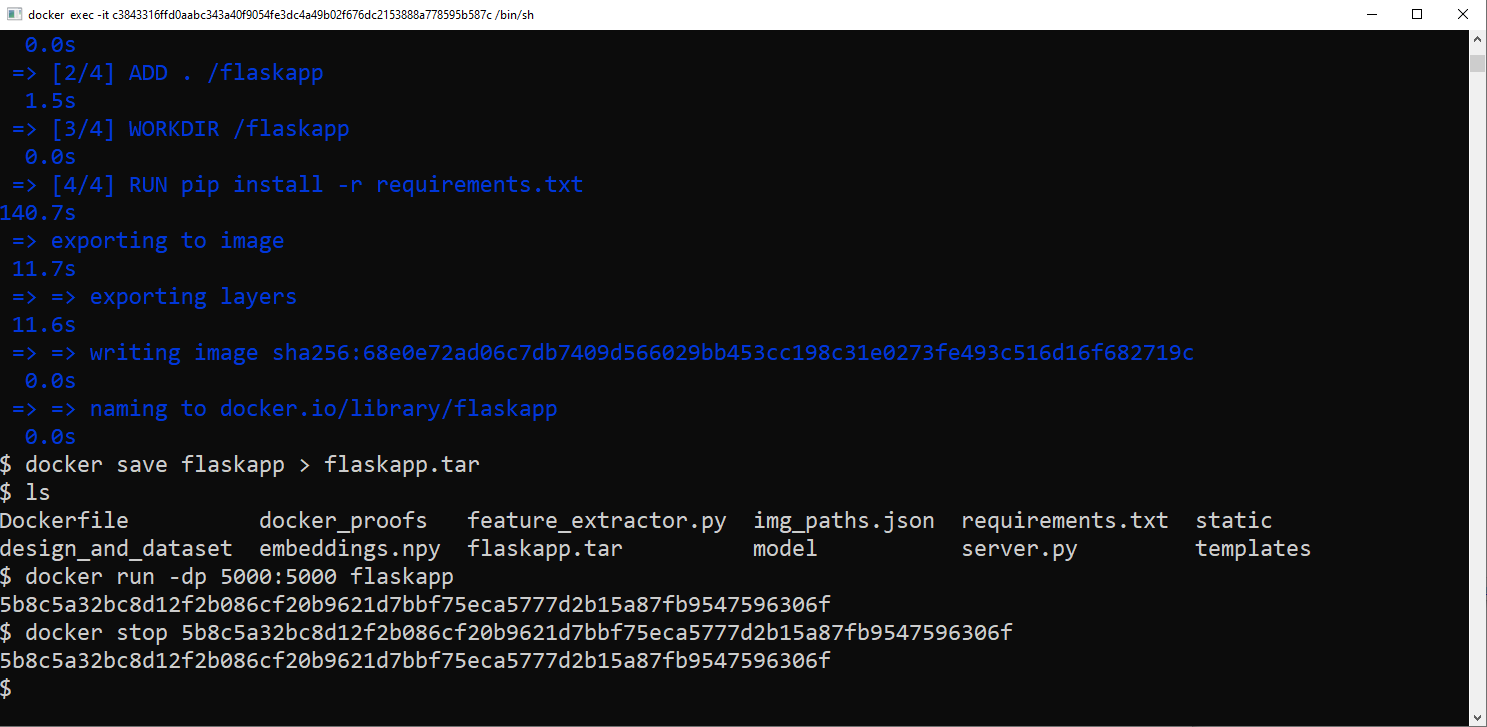 docker exec -it c3843316ffd0aabc343a40f9054fe3dc4a49b02f676dc2153888a778595b587c /bin/sh
0.0s
=> [2/4] ADD . /flaskapp
1.5s
=> [3/4] WORKDIR /flaskapp
0.0s
=> [4/4] RUN pip install -r requirements.txt
140.7s
=> exporting to image
11.7s
=> => exporting layers
11.6s
=> => writing image sha256:68e0e72ad06c7db7409d566029bb453cc198c31e0273fe493c516d16f682719c
0.0s
=> => naming to docker.io/library/flaskapp
0.0s
$ docker save flaskapp > flaskapp.tar
$ ls
Dockerfile docker_proofs feature_extractor.py img_paths.json requirements.txt static
design_and_dataset embeddings.npy flaskapp.tar model server.py templates
$ docker run -dp 5000:5000 flaskapp
5b8c5a32bc8d12f2b086cf20b9621d7bbf75eca5777d2b15a87fb9547596306f
$ docker stop 5b8c5a32bc8d12f2b086cf20b9621d7bbf75eca5777d2b15a87fb9547596306f
5b8c5a32bc8d12f2b086cf20b9621d7bbf75eca5777d2b15a87fb9547596306f
$